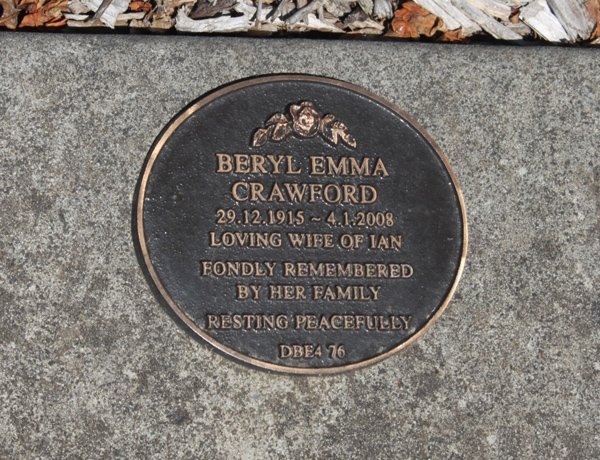 BERYL EMMA
CRAWFORD
29.12.1915 ~ 4.1.2008
LOVING WIFE OF IAN
FONDLY REMEMBERED
BY HER FAMILY
RESTING PEACEFULLY
DBE4 76